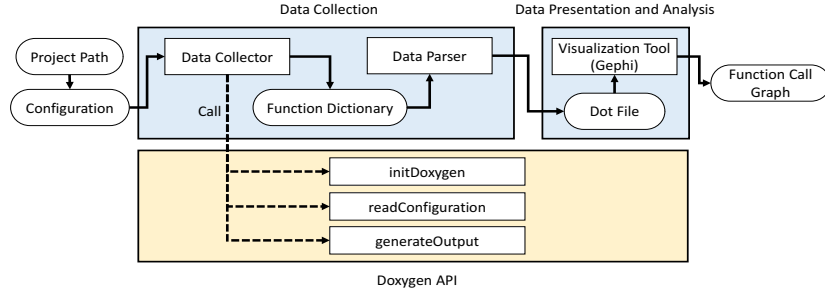 Data Collection
Data Presentation and Analysis
Project Path
Configuration
Data Collector
Function Dictionary
Data Parser
Visualization Tool
(Gephi)
Dot File
Function Call
Graph
Call
initDoxygen
readConfiguration
generateOutput
Doxygen API